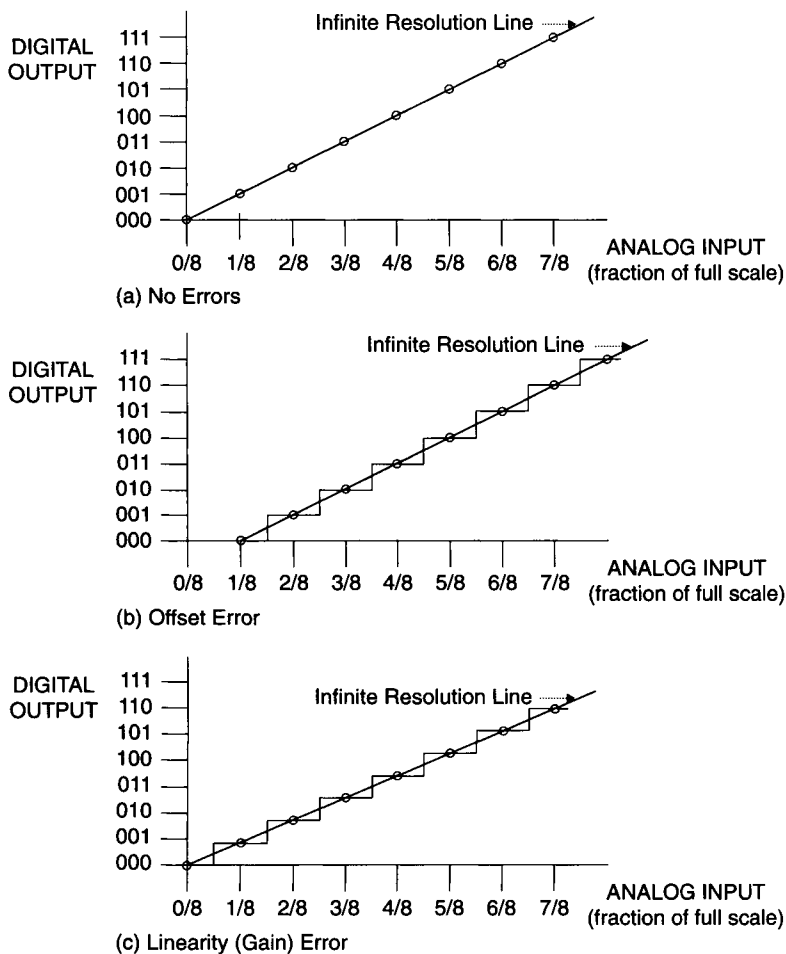 Infinite Resolution Line
DIGITAL
OUTPUT
111
110
101
100
011
010
001
000
0/8 1/8 2/8 3/8 4/8 5/8 6/8 7/8
ANALOG INPUT
(fraction of full scale)
(a) No Errors
Infinite Resolution Line
DIGITAL
OUTPUT
111
110
101
100
011
010
001
000
0/8 1/8 2/8 3/8 4/8 5/8 6/8 7/8
ANALOG INPUT
(fraction of full scale)
(b) Offset Error
Infinite Resolution Line
DIGITAL
OUTPUT
111
110
101
100
011
010
001
000
0/8 1/8 2/8 3/8 4/8 5/8 6/8 7/8
ANALOG INPUT
(fraction of full scale)
(c) Linearity (Gain) Error